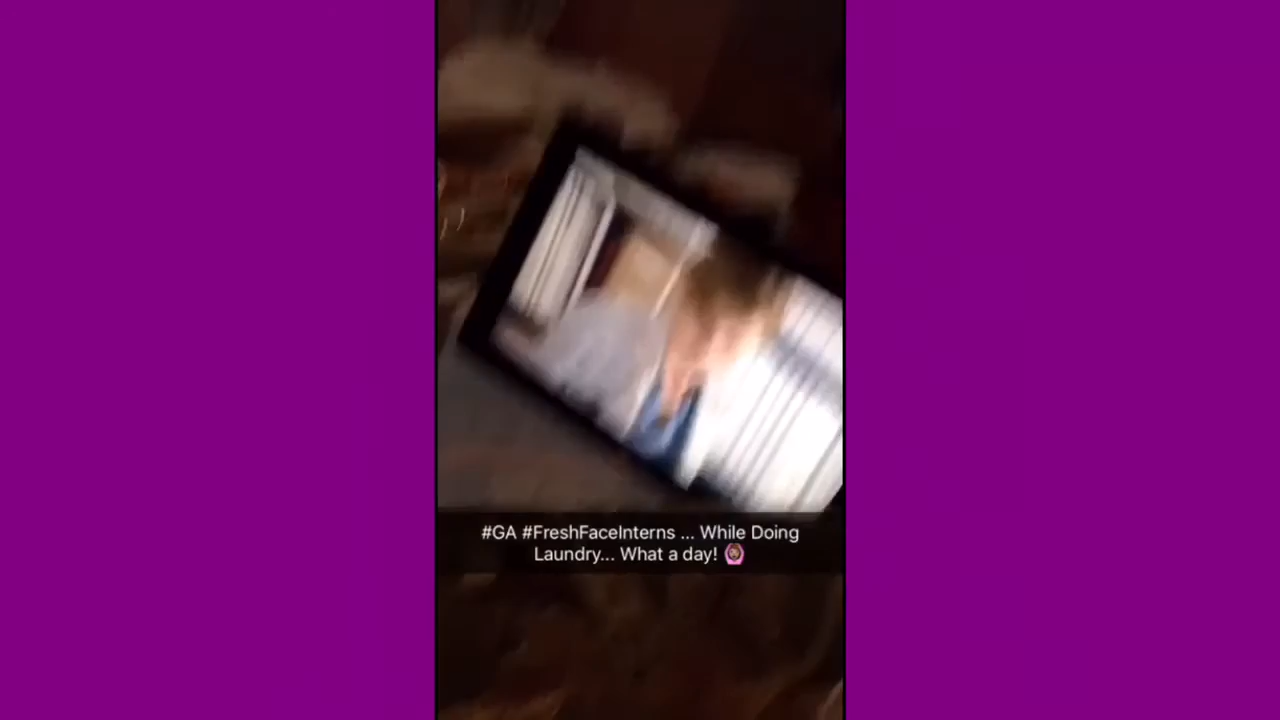 #GA #FreshFaceInterns ... While Doing
Laundry... What a day! 🙆🏽